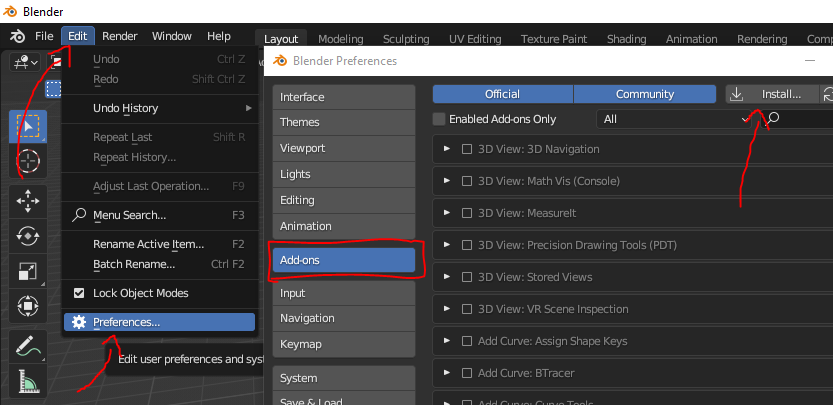 Blender
File Edit Render Window Help Layout Modeling Sculpting UV Editing Texture Paint Shading Animation Rendering
Undo Ctrl Z
Redo Shift Ctrl Z
Undo History
Repeat Last Shift R
Repeat History...
Adjust Last Operation... F9
Menu Search... F3
Rename Active Item... F2
Batch Rename... Ctrl F2
Lock Object Modes
Preferences...
Edit user preferences and
Blender Preferences
Interface
Themes
Viewport
Lights
Editing
Animation
Add-ons
Input
Navigation
Keymap
System
Save & Load
Official Community Install...
Enabled Add-ons Only All
3D View: 3D Navigation
3D View: Math Vis (Console)
3D View: MeasureIt
3D View: Precision Drawing Tools (PDT)
3D View: Stored Views
3D View: VR Scene Inspection
Add Curve: Assign Shape Keys
Add Curve: BTracer
Add Curve: Curve Tools